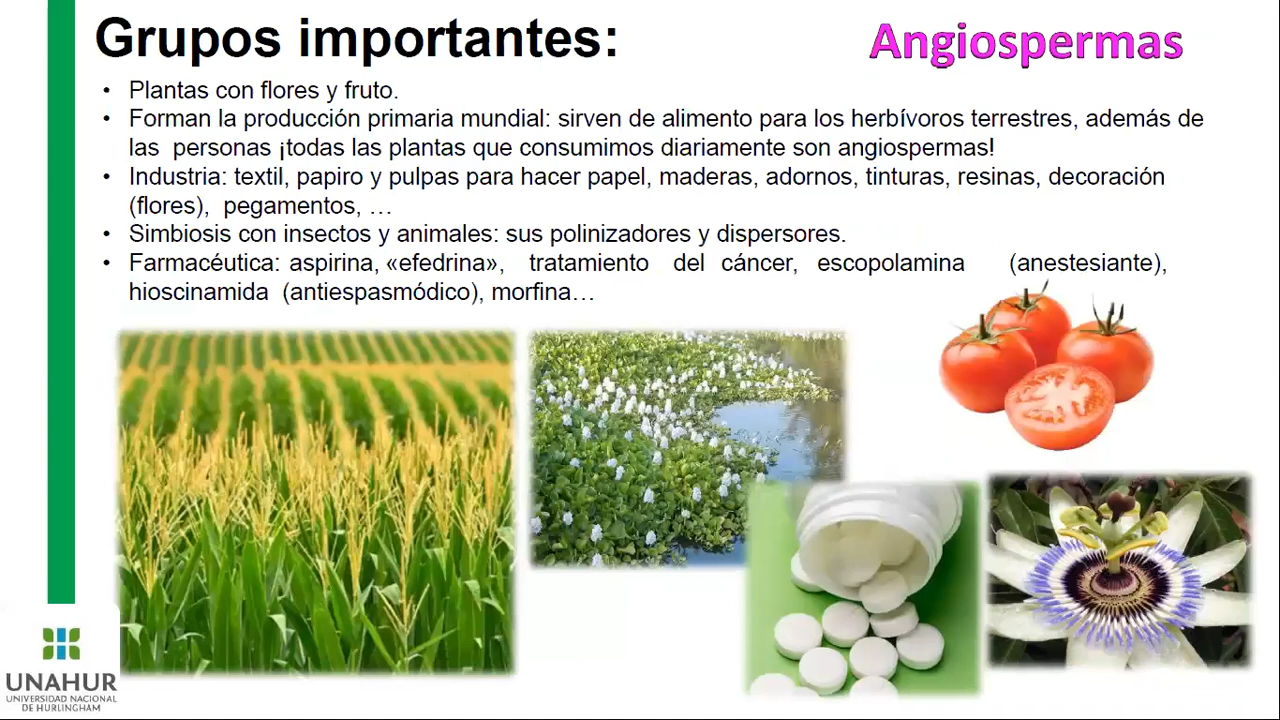 Grupos importantes:
Angiospermas
• Plantas con flores y fruto.
• Forman la producción primaria mundial: sirven de alimento para los herbívoros terrestres, además de
las personas ¡todas las plantas que consumimos diariamente son angiospermas!
• Industria: textil, papiro y pulpas para hacer papel, maderas, adornos, tinturas, resinas, decoración
(flores), pegamentos, …
• Simbiosis con insectos y animales: sus polinizadores y dispersores.
• Farmacéutica: aspirina, «efedrina», tratamiento del cáncer, escopolamina (anestesiante),
hioscinamida (antiespasmódico), morfina…
UNAHUR
UNIVERSIDAD NACIONAL
DE HURLINGHAM